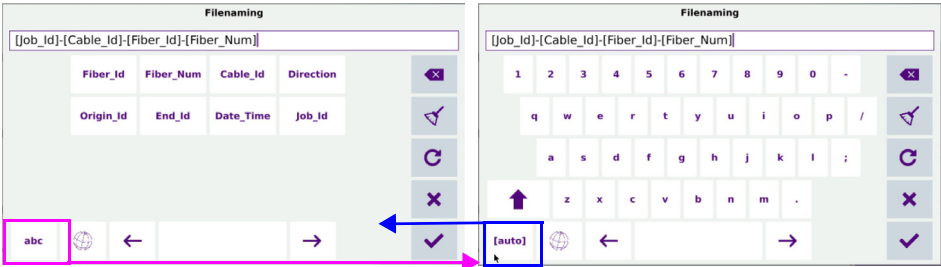 Filenaming
[Job_Id]-[Cable_Id]-[Fiber_Id]-[Fiber_Num]
Fiber_Id Fiber_Num Cable_Id Direction
Origin_Id End_Id Date_Time Job_Id
abc
Filenaming
[Job_Id]-[Cable_Id]-[Fiber_Id]-[Fiber_Num]
1 2 3 4 5 6 7 8 9 0 -
q w e r t y u i o p /
a s d f g h j k l ;
z x c v b n m .
[auto]